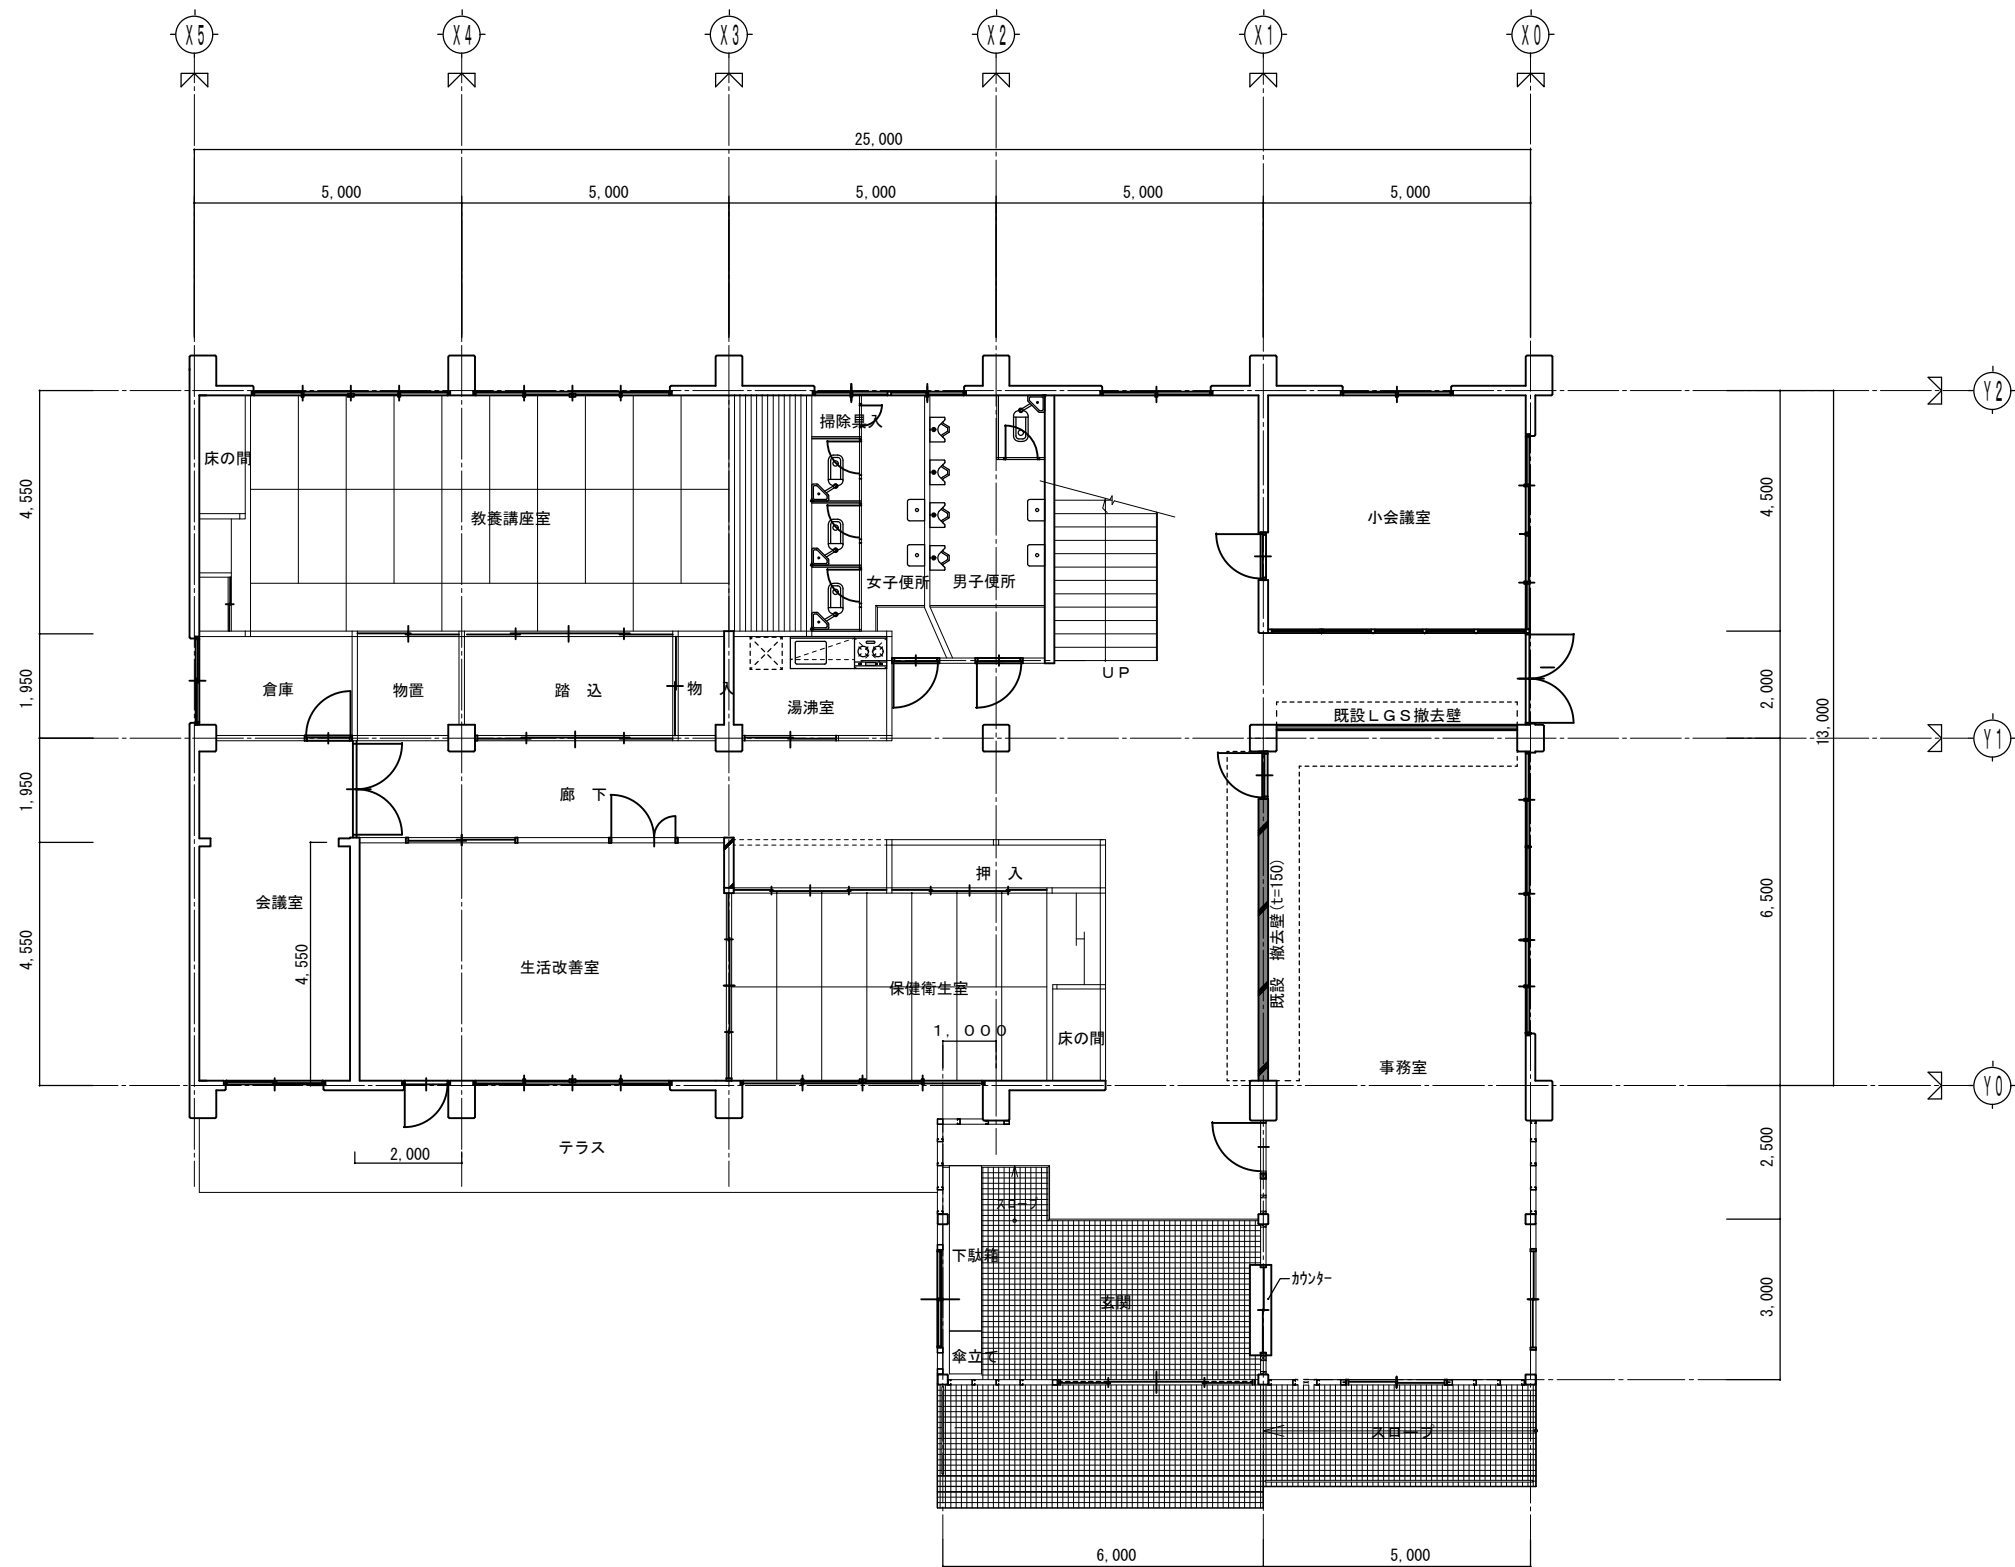 X5 X4 X3 X2 X1 X0
25,000
5,000 5,000 5,000 5,000 5,000
Y2
掃除具入
床の間
4,550
教養講座室
小会議室
4,500
女子便所 男子便所
UP
倉庫 物置 踏 込 物 入
湯沸室
1,950
2,000
既設LGS撤去壁
13,000
Y1
1,950
廊 下
押 入
会議室
既設 撤去壁(t=150)
6,500
4,550
4,550
生活改善室
保健衛生室
1,000
床の間
事務室
Y0
テラス
2,000
2,500
スロープ
下駄箱
カウンター
玄関
3,000
傘立て
スロープ
6,000 5,000